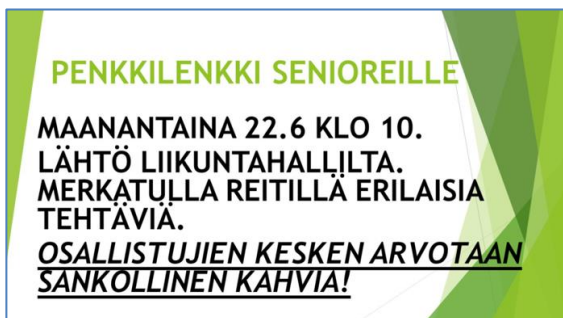 PENKKILENKKI SENIOREILLE
MAANANTAINA 22.6 KLO 10.
LÄHTÖ LIIKUNTAHALLILTA.
MERKATULLA REITILLÄ ERILAISIA
TEHTÄVIÄ.
OSALLISTUJIEN KESKEN ARVOTAAN
SANKOLLINEN KAHVIA!